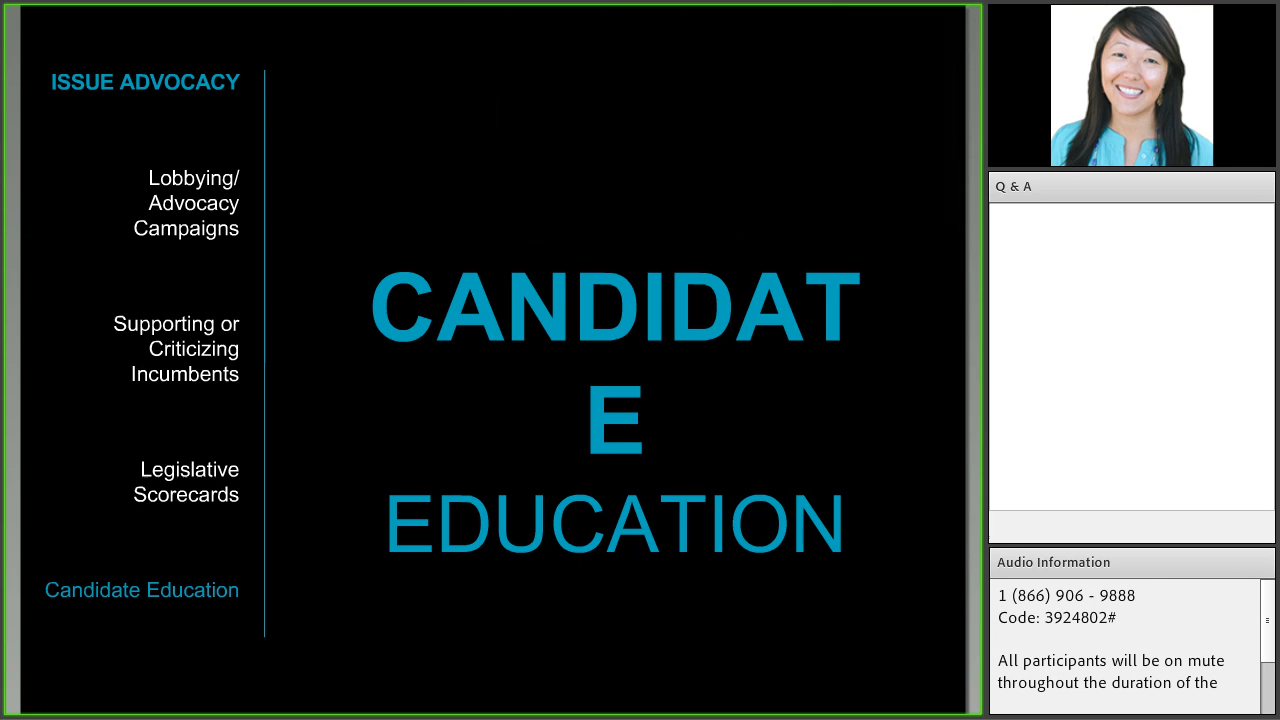 ISSUE ADVOCACY
Lobbying/
Advocacy
Campaigns
Supporting or
Criticizing
Incumbents
Legislative
Scorecards
Candidate Education
CANDIDAT
E
EDUCATION
Q & A
Audio Information
1 (866) 906 - 9888
Code: 3924802#
All participants will be on mute
throughout the duration of the